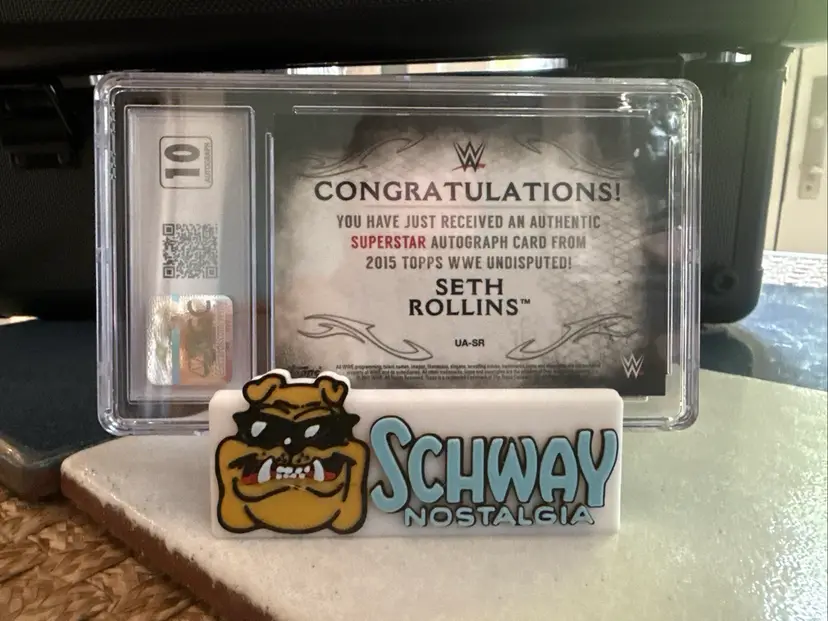 10
AUTOGRAPH
W
CONGRATULATIONS!
YOU HAVE JUST RECEIVED AN AUTHENTIC
SUPERSTAR AUTOGRAPH CARD FROM
2015 TOPPS WWE UNDISPUTED!
SETH
ROLLINS™
UA-SR
W
SCHWAY
NOSTALGIA